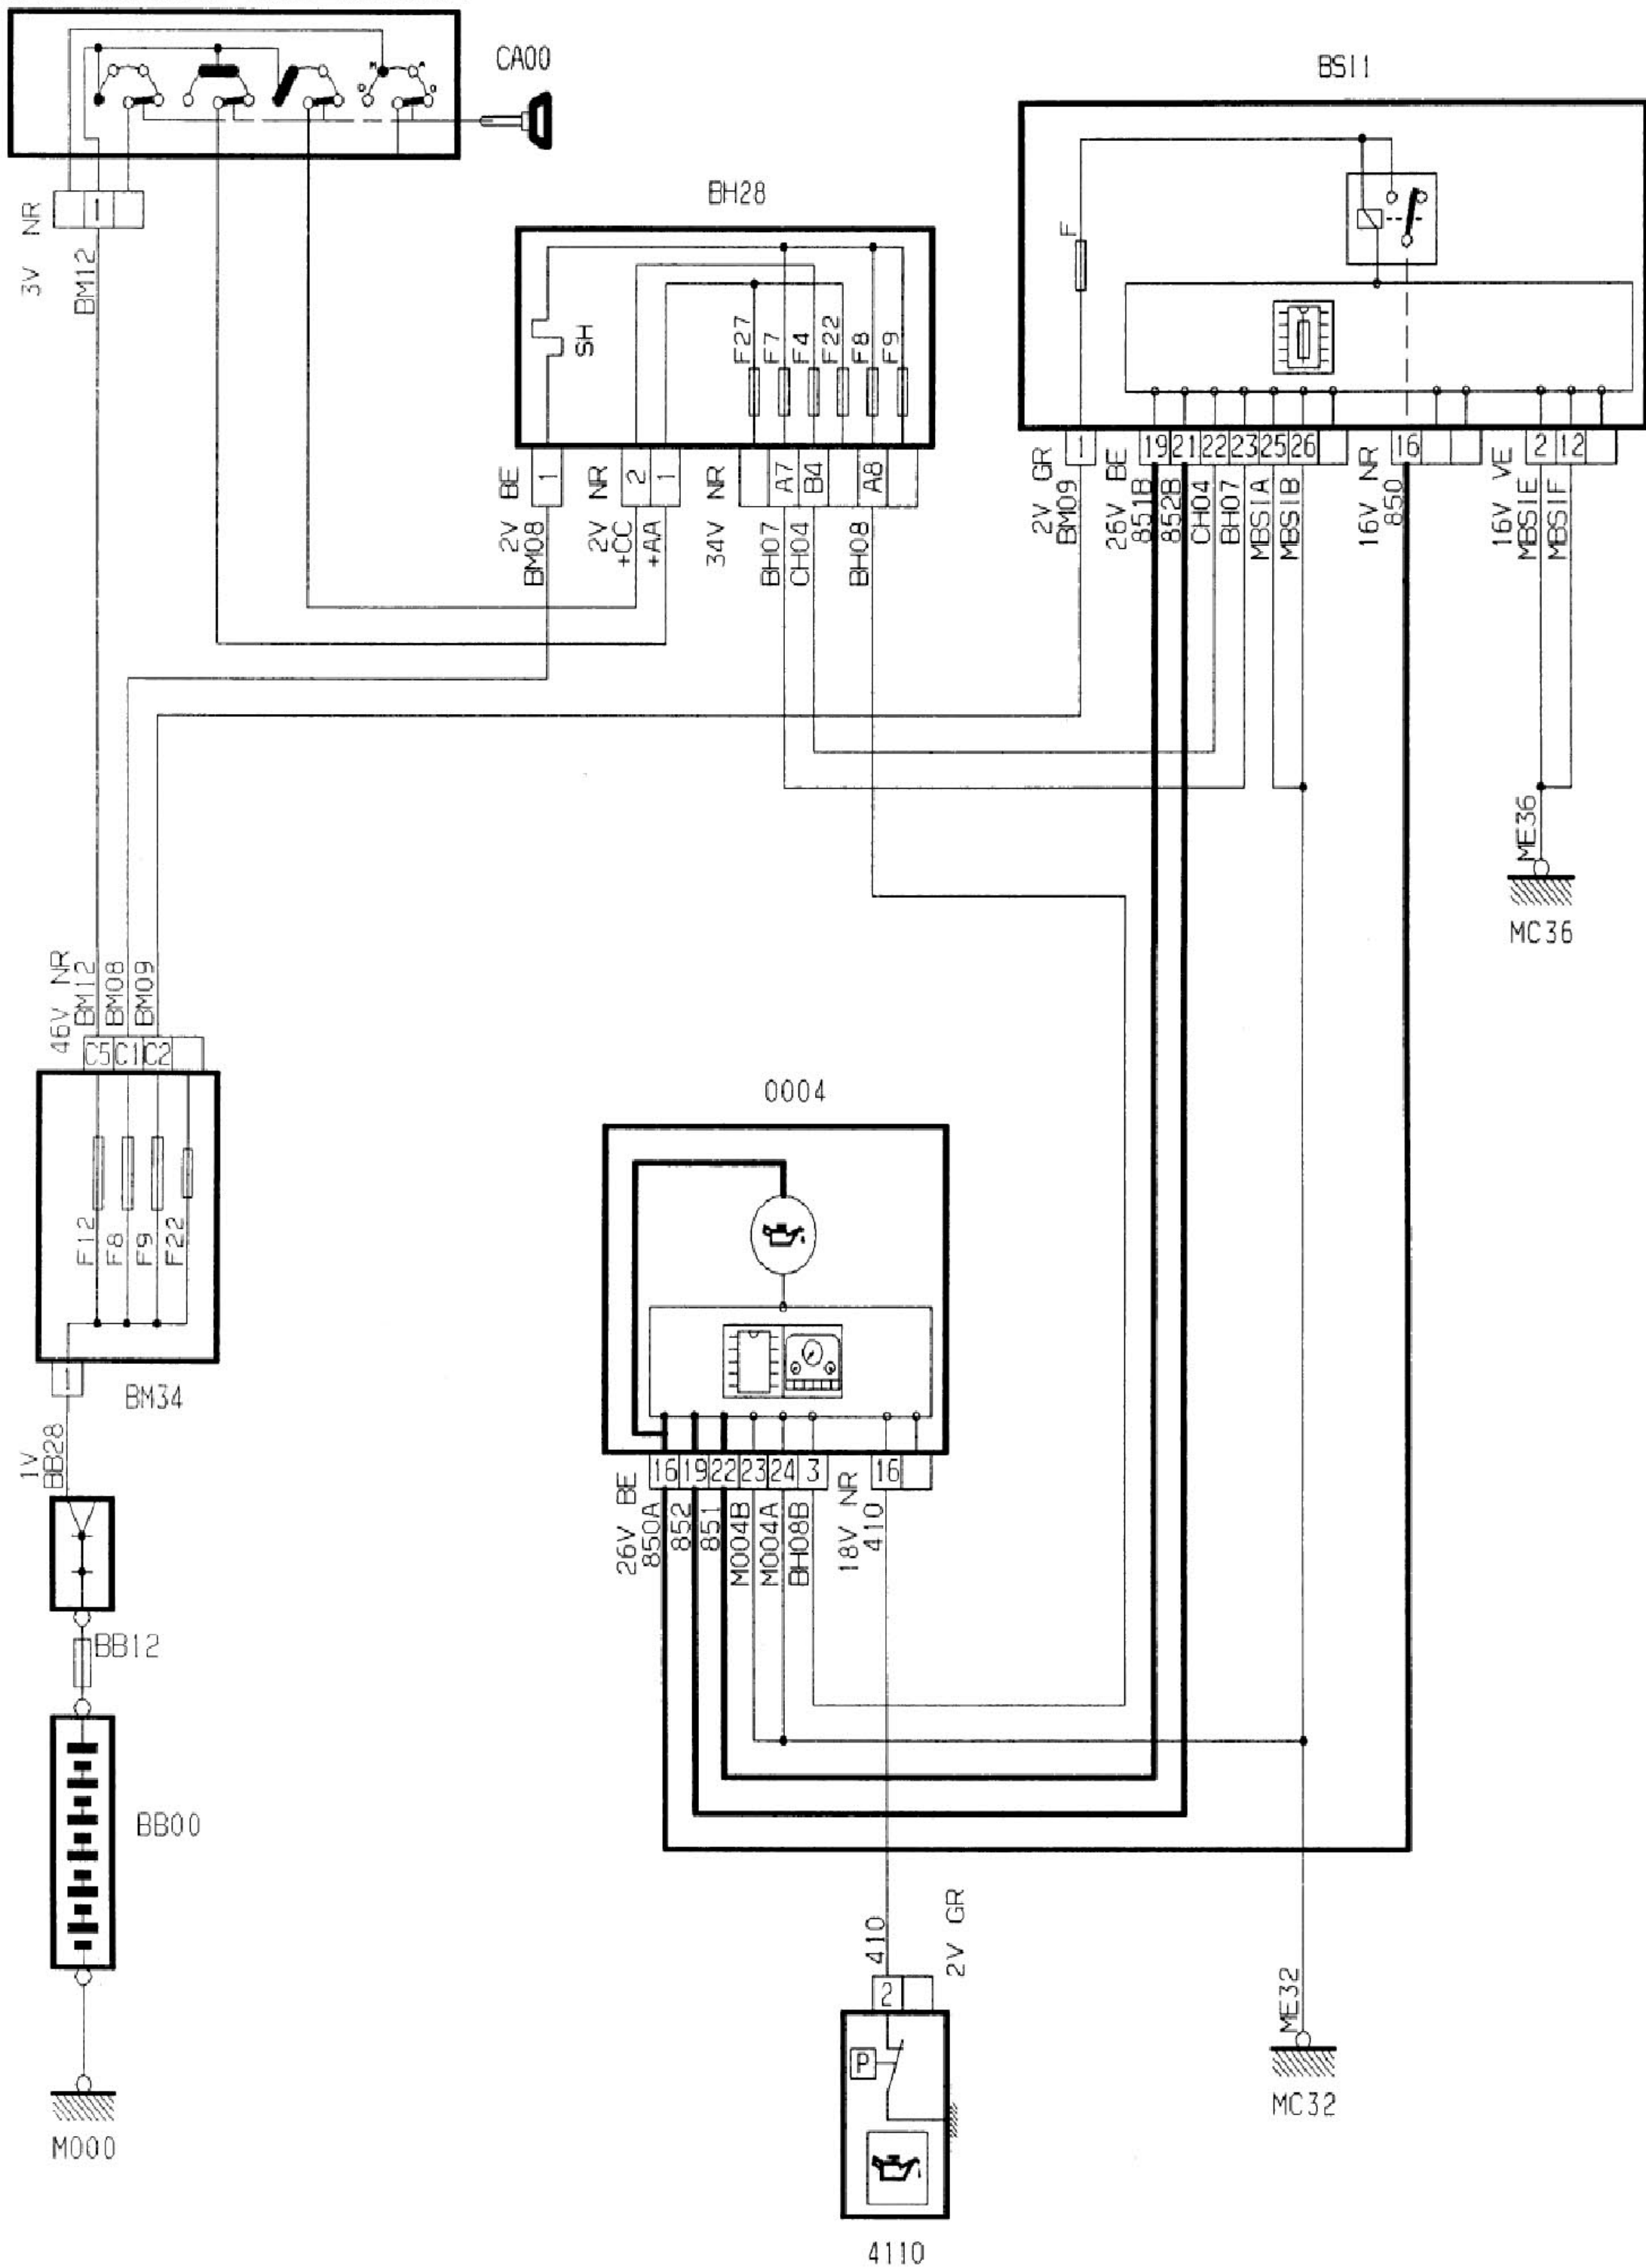 CA00
3V NR
1
BM12
BH28
SH
F27
F7
F4
F22
F8
F9
2V BE
1
BM08
2V NR
2
1
+CC
+AA
34V NR
A7
B4
A8
BH07
CH04
BH08
BSI1
F
2V GR
1
BM09
26V BE
19
21
22
23
25
26
851B
852B
CH04
BH07
MBSIA
MBSIB
16V NR
16
850
16V VE
2
12
MBSIE
MBSIF
ME36
MC36
46V NR
BM12
BM08
BM09
C5
C1
C2
F12
F8
F9
F22
1
BM34
1V
BB28
BB12
BB00
M000
0004
26V BE
16
19
22
23
24
3
850A
852
851
M004B
M004A
BH08B
18V NR
16
410
410
2V GR
2
P
4110
ME32
MC32